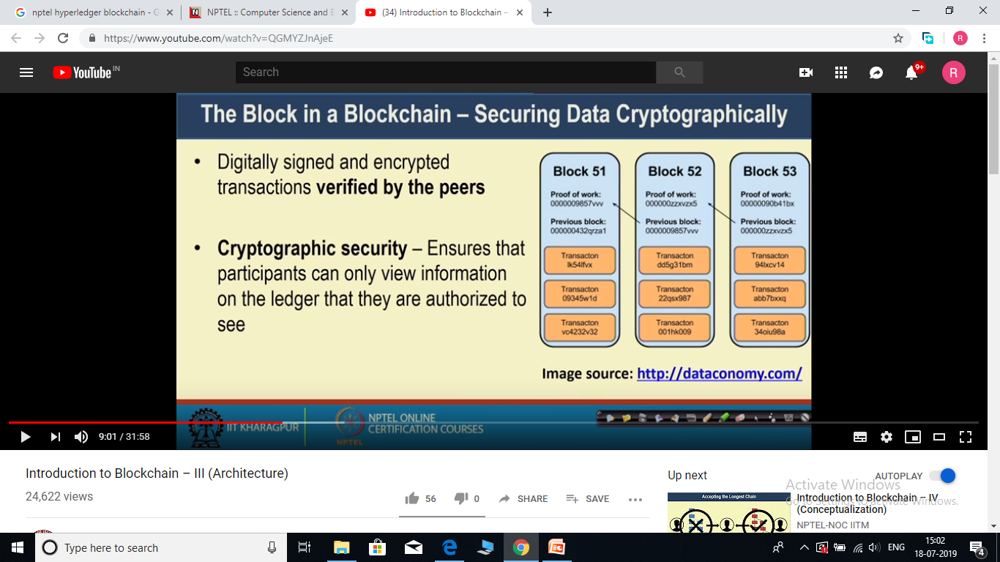 nptel hyperledger blockchain - G
NPTEL :: Computer Science and E
(34) Introduction to Blockchain –
https://www.youtube.com/watch?v=QGMYZJnAjeE
R
YouTube IN
Search
9+
R
The Block in a Blockchain – Securing Data Cryptographically
• Digitally signed and encrypted
transactions verified by the peers
• Cryptographic security – Ensures that
participants can only view information
on the ledger that they are authorized to
see
Block 51
Proof of work:
0000009857vvv
Previous block:
000000432qrza1
Transacton
lk54lfvx
Transacton
09345w1d
Transacton
vc4232v32
Block 52
Proof of work:
000000zzxvzx5
Previous block:
0000009857vvv
Transacton
dd5g31bm
Transacton
22qsx987
Transacton
001hk009
Block 53
Proof of work:
00000090b41bx
Previous block:
000000zzxvzx5
Transacton
94lxcv14
Transacton
abb7bxxq
Transacton
34oiu98a
Image source: http://dataconomy.com/
IIT KHARAGPUR
NPTEL
NPTEL ONLINE
CERTIFICATION COURSES
9:01 / 31:58
Introduction to Blockchain – III (Architecture)
24,622 views
56
0
SHARE
SAVE
Up next
AUTOPLAY
Accepting the Longest Chain
Introduction to Blockchain – IV
(Conceptualization)
NPTEL-NOC IITM
Activate Windows
Go to Settings to activate Windows.
Type here to search
ENG
15:02
18-07-2019
4